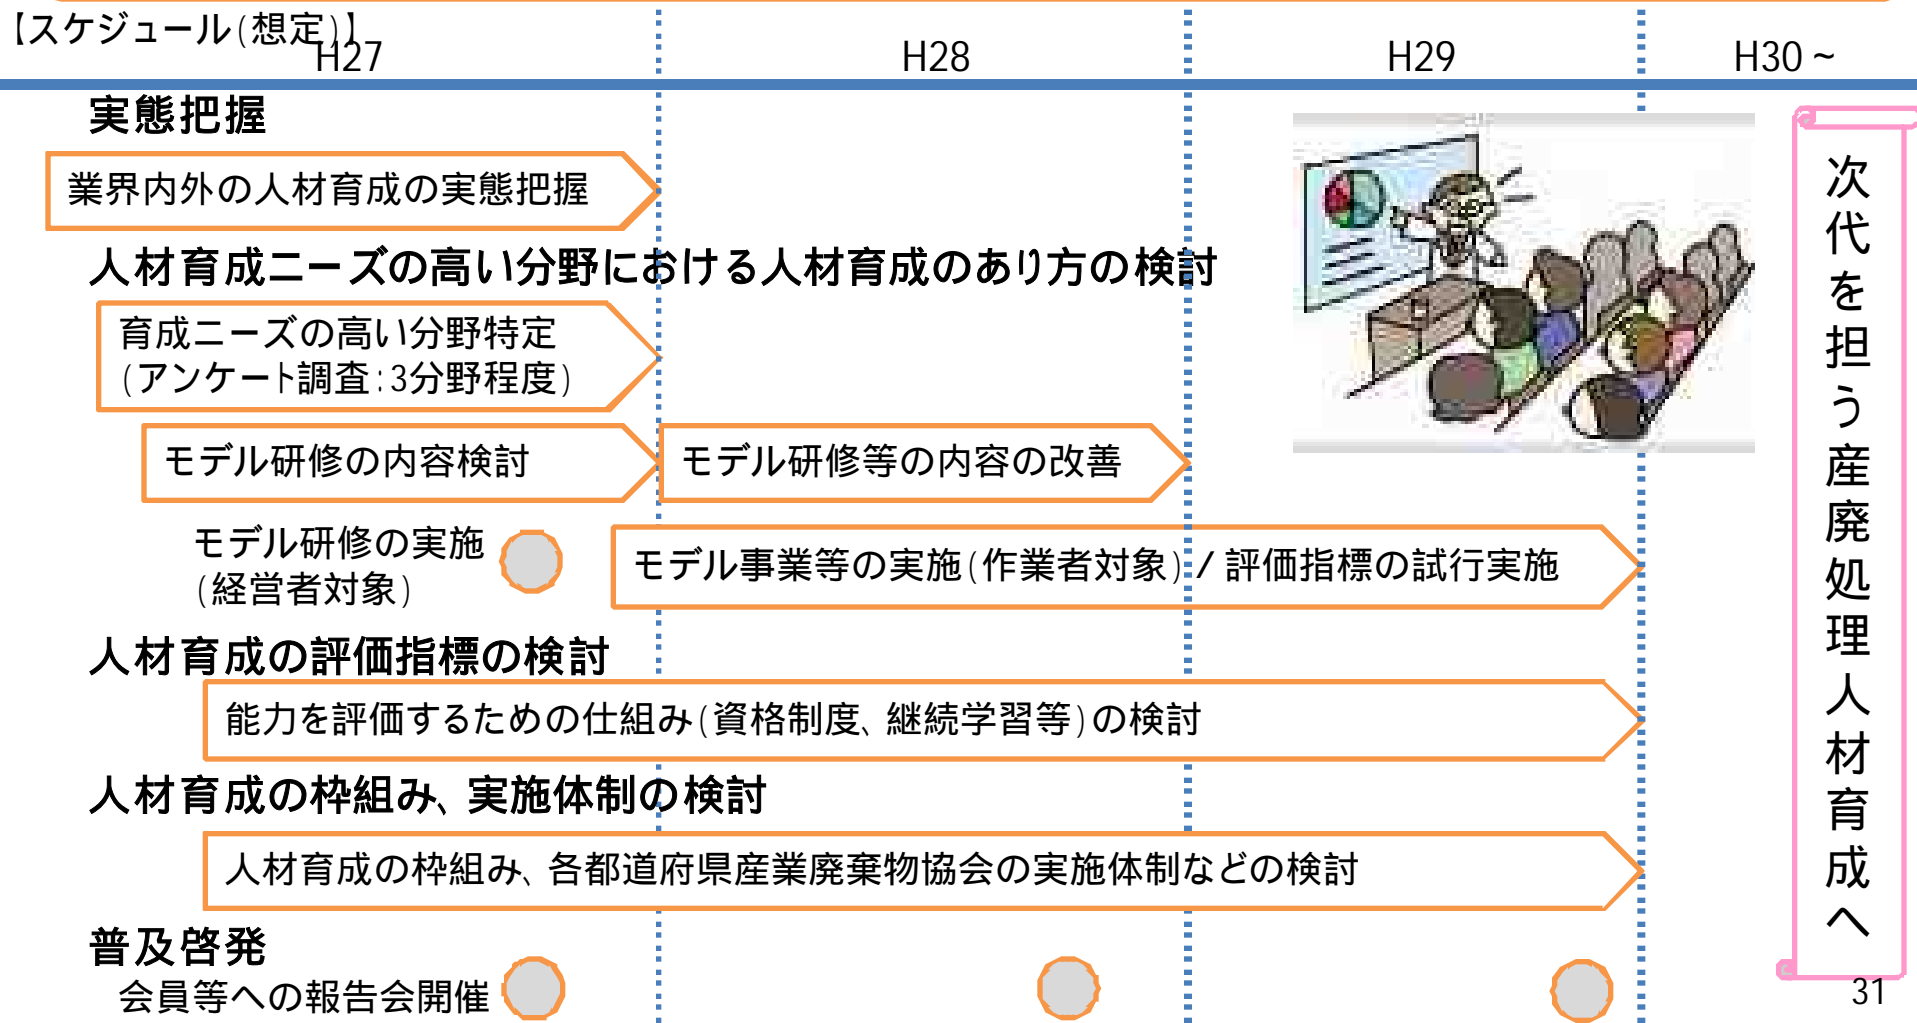 【スケジュール(想定)】
H27
H28
H29
H30~
実態把握
業界内外の人材育成の実態把握
人材育成ニーズの高い分野における人材育成のあり方の検討
育成ニーズの高い分野特定
(アンケート調査:3分野程度)
モデル研修の内容検討
モデル研修等の内容の改善
モデル研修の実施
(経営者対象)
モデル事業等の実施(作業者対象)/評価指標の試行実施
人材育成の評価指標の検討
能力を評価するための仕組み(資格制度、継続学習等)の検討
人材育成の枠組み、実施体制の検討
人材育成の枠組み、各都道府県産業廃棄物協会の実施体制などの検討
普及啓発
会員等への報告会開催
次代を担う産廃処理人材育成へ
31